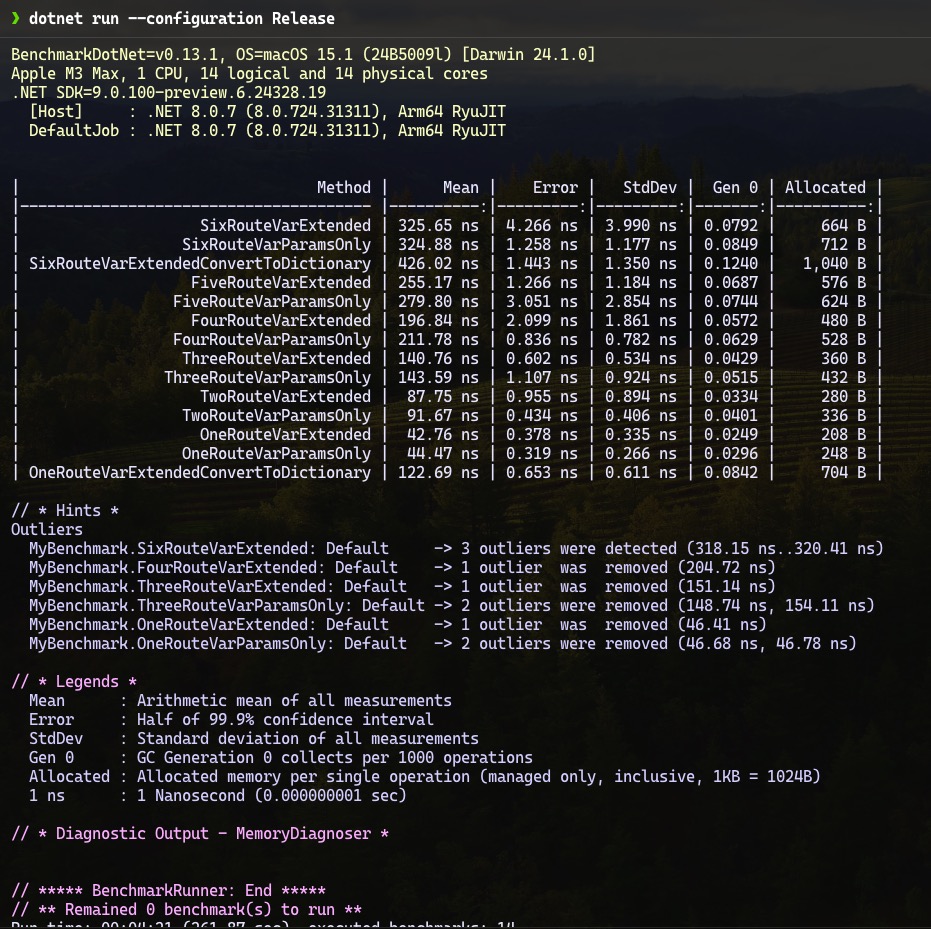 ❯ dotnet run --configuration Release
BenchmarkDotNet=v0.13.1, OS=macOS 15.1 (24B5009l) [Darwin 24.1.0]
Apple M3 Max, 1 CPU, 14 logical and 14 physical cores
.NET SDK=9.0.100-preview.6.24328.19
  [Host]     : .NET 8.0.7 (8.0.724.31311), Arm64 RyuJIT
  DefaultJob : .NET 8.0.7 (8.0.724.31311), Arm64 RyuJIT
|                                Method |      Mean |    Error |   StdDev |  Gen 0 | Allocated |
|-------------------------------------- |----------:|---------:|---------:|-------:|----------:|
|                   SixRouteVarExtended | 325.65 ns | 4.266 ns | 3.990 ns | 0.0792 |     664 B |
|                 SixRouteVarParamsOnly | 324.88 ns | 1.258 ns | 1.177 ns | 0.0849 |     712 B |
| SixRouteVarExtendedConvertToDictionary | 426.02 ns | 1.443 ns | 1.350 ns | 0.1240 |   1,040 B |
|                  FiveRouteVarExtended | 255.17 ns | 1.266 ns | 1.184 ns | 0.0687 |     576 B |
|                FiveRouteVarParamsOnly | 279.80 ns | 3.051 ns | 2.854 ns | 0.0744 |     624 B |
|                  FourRouteVarExtended | 196.84 ns | 2.099 ns | 1.861 ns | 0.0572 |     480 B |
|                FourRouteVarParamsOnly | 211.78 ns | 0.836 ns | 0.782 ns | 0.0629 |     528 B |
|                 ThreeRouteVarExtended | 140.76 ns | 0.602 ns | 0.534 ns | 0.0429 |     360 B |
|               ThreeRouteVarParamsOnly | 143.59 ns | 1.107 ns | 0.924 ns | 0.0515 |     432 B |
|                   TwoRouteVarExtended |  87.75 ns | 0.955 ns | 0.894 ns | 0.0334 |     280 B |
|                 TwoRouteVarParamsOnly |  91.67 ns | 0.434 ns | 0.406 ns | 0.0401 |     336 B |
|                   OneRouteVarExtended |  42.76 ns | 0.378 ns | 0.335 ns | 0.0249 |     208 B |
|                 OneRouteVarParamsOnly |  44.47 ns | 0.319 ns | 0.266 ns | 0.0296 |     248 B |
| OneRouteVarExtendedConvertToDictionary | 122.69 ns | 0.653 ns | 0.611 ns | 0.0842 |     704 B |
// * Hints *
Outliers
  MyBenchmark.SixRouteVarExtended: Default     -> 3 outliers were detected (318.15 ns..320.41 ns)
  MyBenchmark.FourRouteVarExtended: Default    -> 1 outlier  was  removed (204.72 ns)
  MyBenchmark.ThreeRouteVarExtended: Default   -> 1 outlier  was  removed (151.14 ns)
  MyBenchmark.ThreeRouteVarParamsOnly: Default -> 2 outliers were removed (148.74 ns, 154.11 ns)
  MyBenchmark.OneRouteVarExtended: Default     -> 1 outlier  was  removed (46.41 ns)
  MyBenchmark.OneRouteVarParamsOnly: Default   -> 2 outliers were removed (46.68 ns, 46.78 ns)
// * Legends *
  Mean      : Arithmetic mean of all measurements
  Error     : Half of 99.9% confidence interval
  StdDev    : Standard deviation of all measurements
  Gen 0     : GC Generation 0 collects per 1000 operations
  Allocated : Allocated memory per single operation (managed only, inclusive, 1KB = 1024B)
  1 ns      : 1 Nanosecond (0.000000001 sec)
// * Diagnostic Output - MemoryDiagnoser *
// ***** BenchmarkRunner: End *****
// ** Remained 0 benchmark(s) to run **
Run time: 00:04:21 (261.87 sec), executed benchmarks: 14